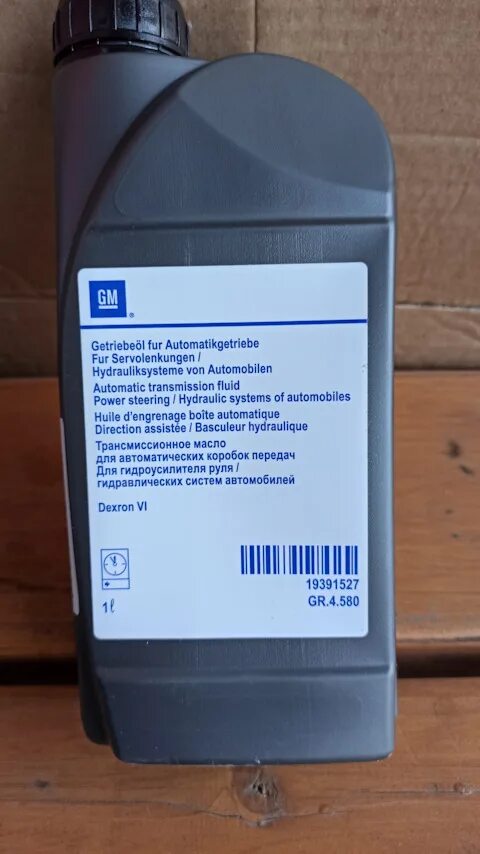 GM
®
Getriebeöl fur Automatikgetriebe
Fur Servolenkungen /
Hydrauliksysteme von Automobilen
Automatic transmission fluid
Power steering / Hydraulic systems of automobiles
Huile d'engrenage boîte automatique
Direction assistée / Basculeur hydraulique
Трансмиссионное масло
для автоматических коробок передач
Для гидроусилителя руля /
гидравлических систем автомобилей
Dexron VI
1ℓ
19391527
GR.4.580